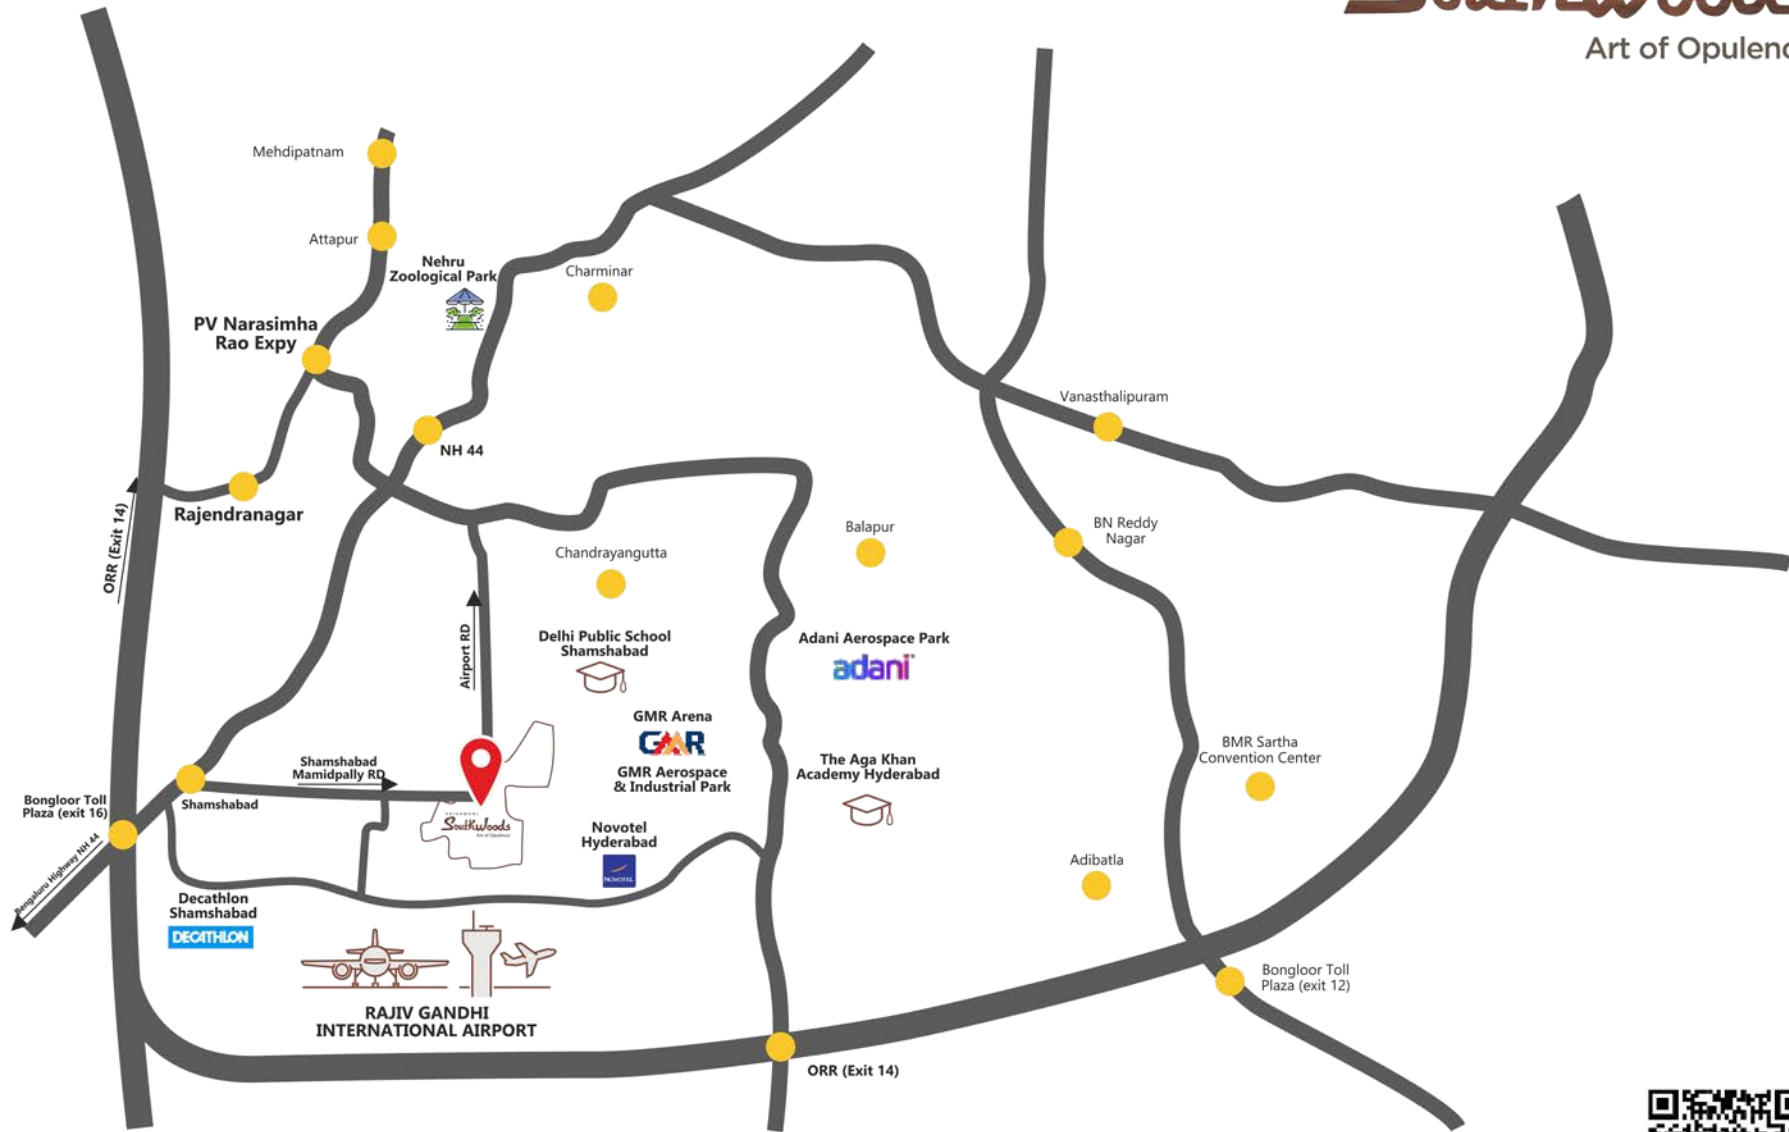 Art of Opulenc
Mehdipatnam
Attapur
Nehru
Zoological Park
Charminar
PV Narasimha
Rao Expy
NH 44
Vanasthalipuram
Rajendranagar
ORR (Exit 14)
BN Reddy
Nagar
Balapur
Chandrayangutta
Airport RD
Delhi Public School
Shamshabad
Adani Aerospace Park
adani
GMR Arena
GMR
GMR Aerospace
& Industrial Park
The Aga Khan
Academy Hyderabad
BMR Sartha
Convention Center
Shamshabad
Mamidpally RD
Shamshabad
Bongloor Toll
Plaza (exit 16)
Bengaluru Highway NH 44
SouthWoods
Art of Opulence
Novotel
Hyderabad
NOVOTEL
Adibatla
Decathlon
Shamshabad
DECATHLON
Bongloor Toll
Plaza (exit 12)
RAJIV GANDHI
INTERNATIONAL AIRPORT
ORR (Exit 14)